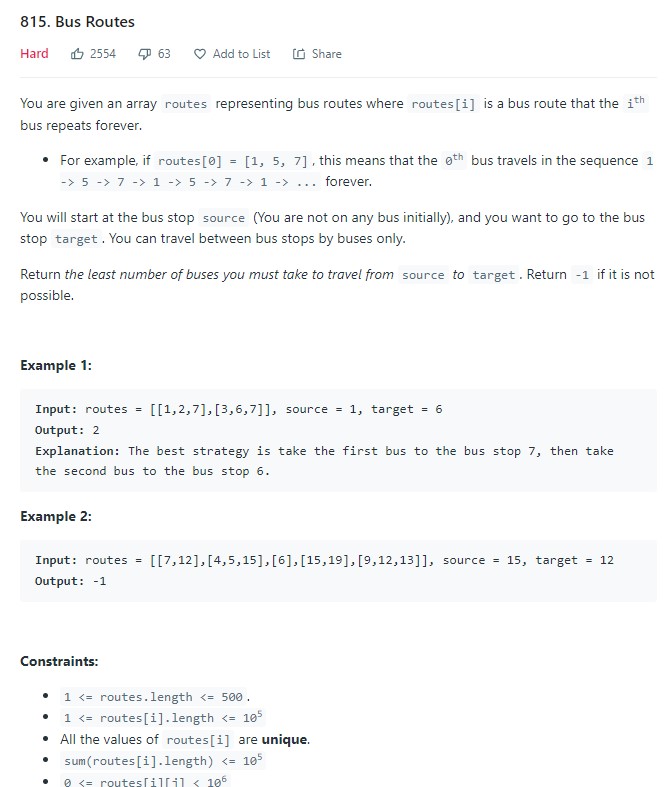 815. Bus Routes
Hard 2554 63 Add to List Share
You are given an array routes representing bus routes where routes[i] is a bus route that the ith
bus repeats forever.
• For example, if routes[0] = [1, 5, 7], this means that the 0th bus travels in the sequence 1
-> 5 -> 7 -> 1 -> 5 -> 7 -> 1 -> ... forever.
You will start at the bus stop source (You are not on any bus initially), and you want to go to the bus
stop target. You can travel between bus stops by buses only.
Return the least number of buses you must take to travel from source to target. Return -1 if it is not
possible.
Example 1:
Input: routes = [[1,2,7],[3,6,7]], source = 1, target = 6
Output: 2
Explanation: The best strategy is take the first bus to the bus stop 7, then take
the second bus to the bus stop 6.
Example 2:
Input: routes = [[7,12],[4,5,15],[6],[15,19],[9,12,13]], source = 15, target = 12
Output: -1
Constraints:
• 1 <= routes.length <= 500.
• 1 <= routes[i].length <= 10^5
• All the values of routes[i] are unique.
• sum(routes[i].length) <= 10^5
• 0 <= routes[i][j] < 10^6